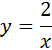 y = 2/x